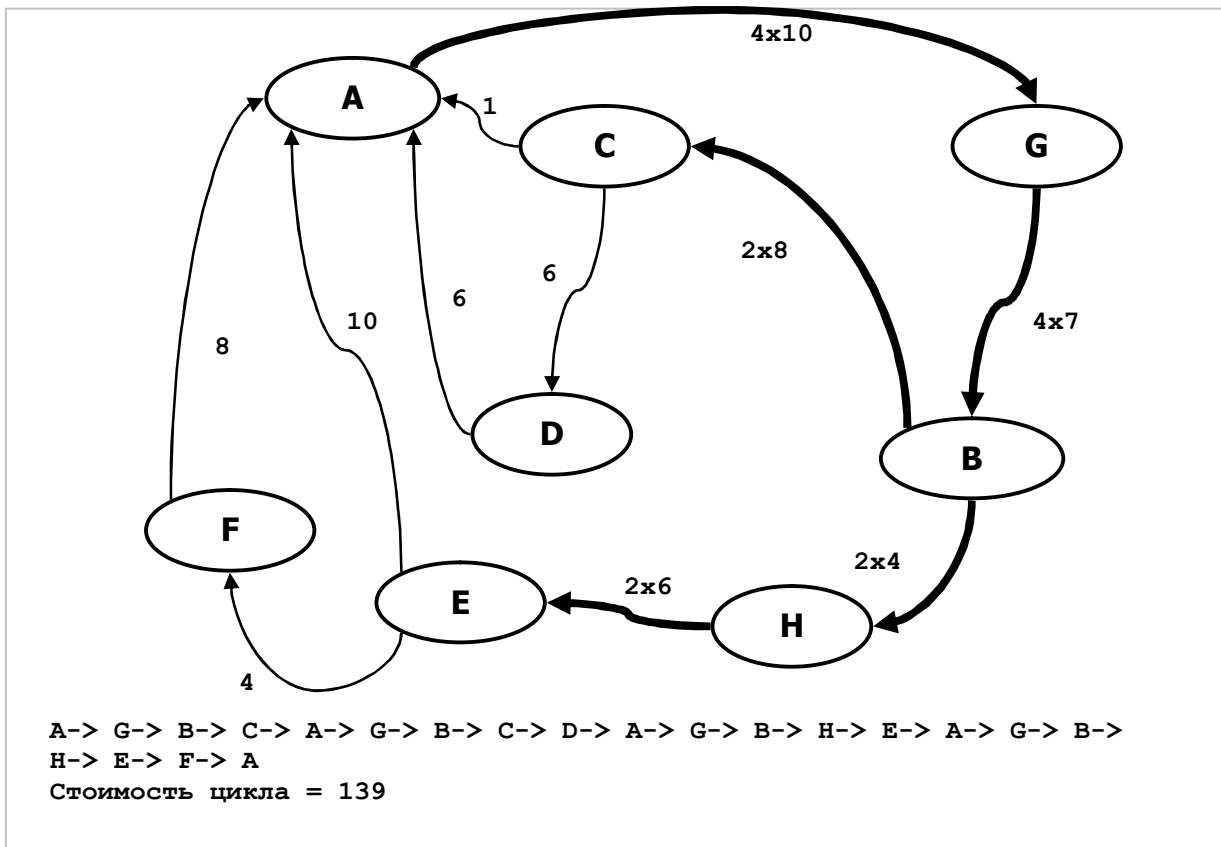 4x10
A
1
C
G
2x8
6
6
10
4x7
8
D
B
F
2x4
E
2x6
H
4
A-> G-> B-> C-> A-> G-> B-> C-> D-> A-> G-> B-> H-> E-> A-> G-> B->
H-> E-> F-> A
Стоимость цикла = 139